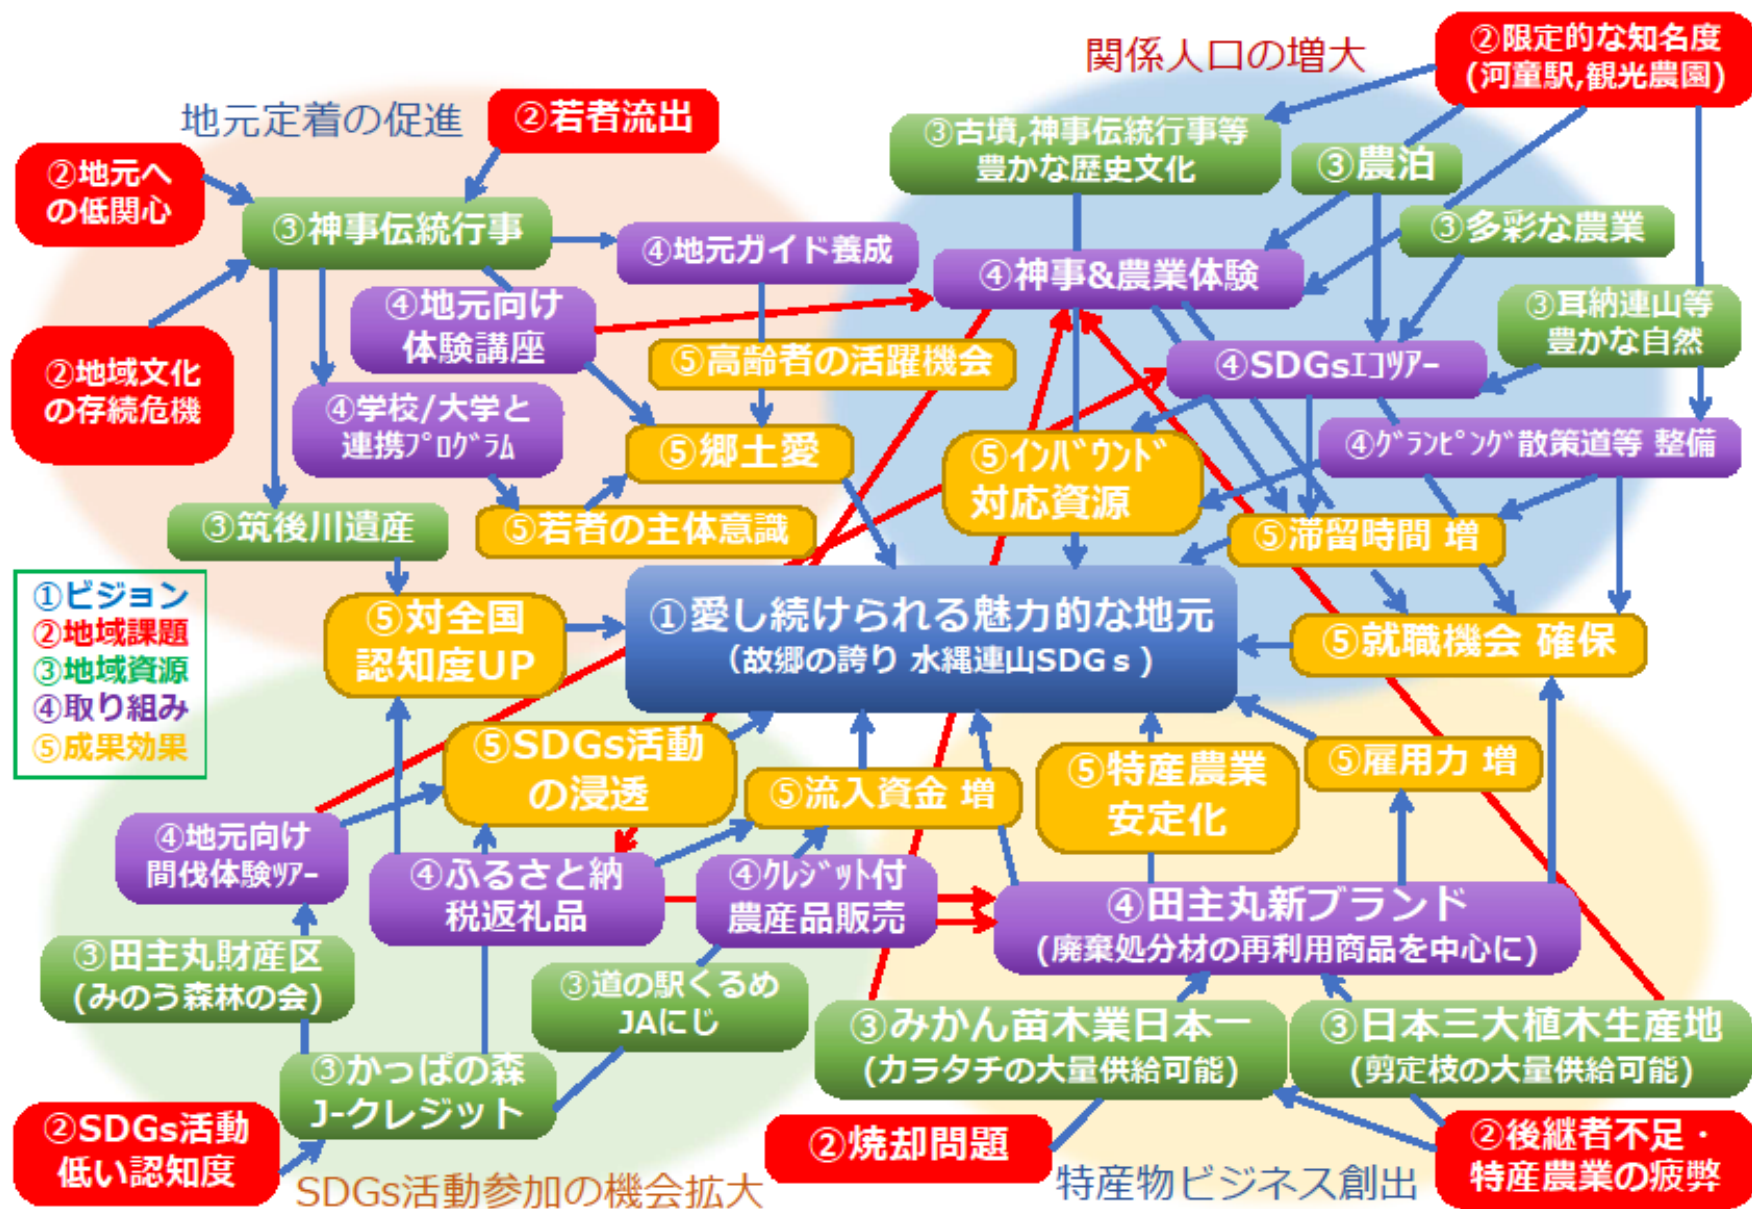 関係人口の増大
②限定的な知名度
(河童駅,観光農園)
地元定着の促進
②若者流出
③古墳,神事伝統行事等
豊かな歴史文化
③農泊
②地元へ
の低関心
③神事伝統行事
④地元ガイド養成
③多彩な農業
④神事&農業体験
④地元向け
体験講座
③耳納連山等
豊かな自然
②地域文化
の存続危機
⑤高齢者の活躍機会
④SDGsエコツアー
④学校/大学と
連携プログラム
⑤郷土愛
⑤インバウンド
対応資源
④グランピング散策道等 整備
③筑後川遺産
⑤若者の主体意識
⑤滞留時間 増
①ビジョン
②地域課題
③地域資源
④取り組み
⑤成果効果
⑤対全国
認知度UP
①愛し続けられる魅力的な地元
(故郷の誇り 水縄連山SDGs)
⑤就職機会 確保
⑤SDGs活動
の浸透
⑤流入資金 増
⑤特産農業
安定化
⑤雇用力 増
④地元向け
間伐体験ツアー
④ふるさと納
税返礼品
④クレジット付
農産品販売
④田主丸新ブランド
(廃棄処分材の再利用商品を中心に)
③田主丸財産区
(みのう森林の会)
③道の駅くるめ
JAにじ
③みかん苗木業日本一
(カラタチの大量供給可能)
③日本三大植木生産地
(剪定枝の大量供給可能)
③かっぱの森
J-クレジット
②SDGs活動
低い認知度
②焼却問題
②後継者不足・
特産農業の疲弊
SDGs活動参加の機会拡大
特産物ビジネス創出